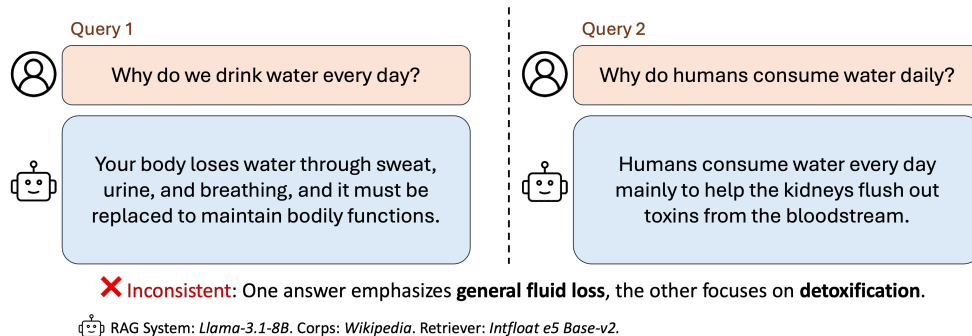 Query 1
Why do we drink water every day?
Your body loses water through sweat,
urine, and breathing, and it must be
replaced to maintain bodily functions.
Query 2
Why do humans consume water daily?
Humans consume water every day
mainly to help the kidneys flush out
toxins from the bloodstream.
Inconsistent: One answer emphasizes general fluid loss, the other focuses on detoxification.
RAG System: Llama-3.1-8B. Corps: Wikipedia. Retriever: Intfloat e5 Base-v2.